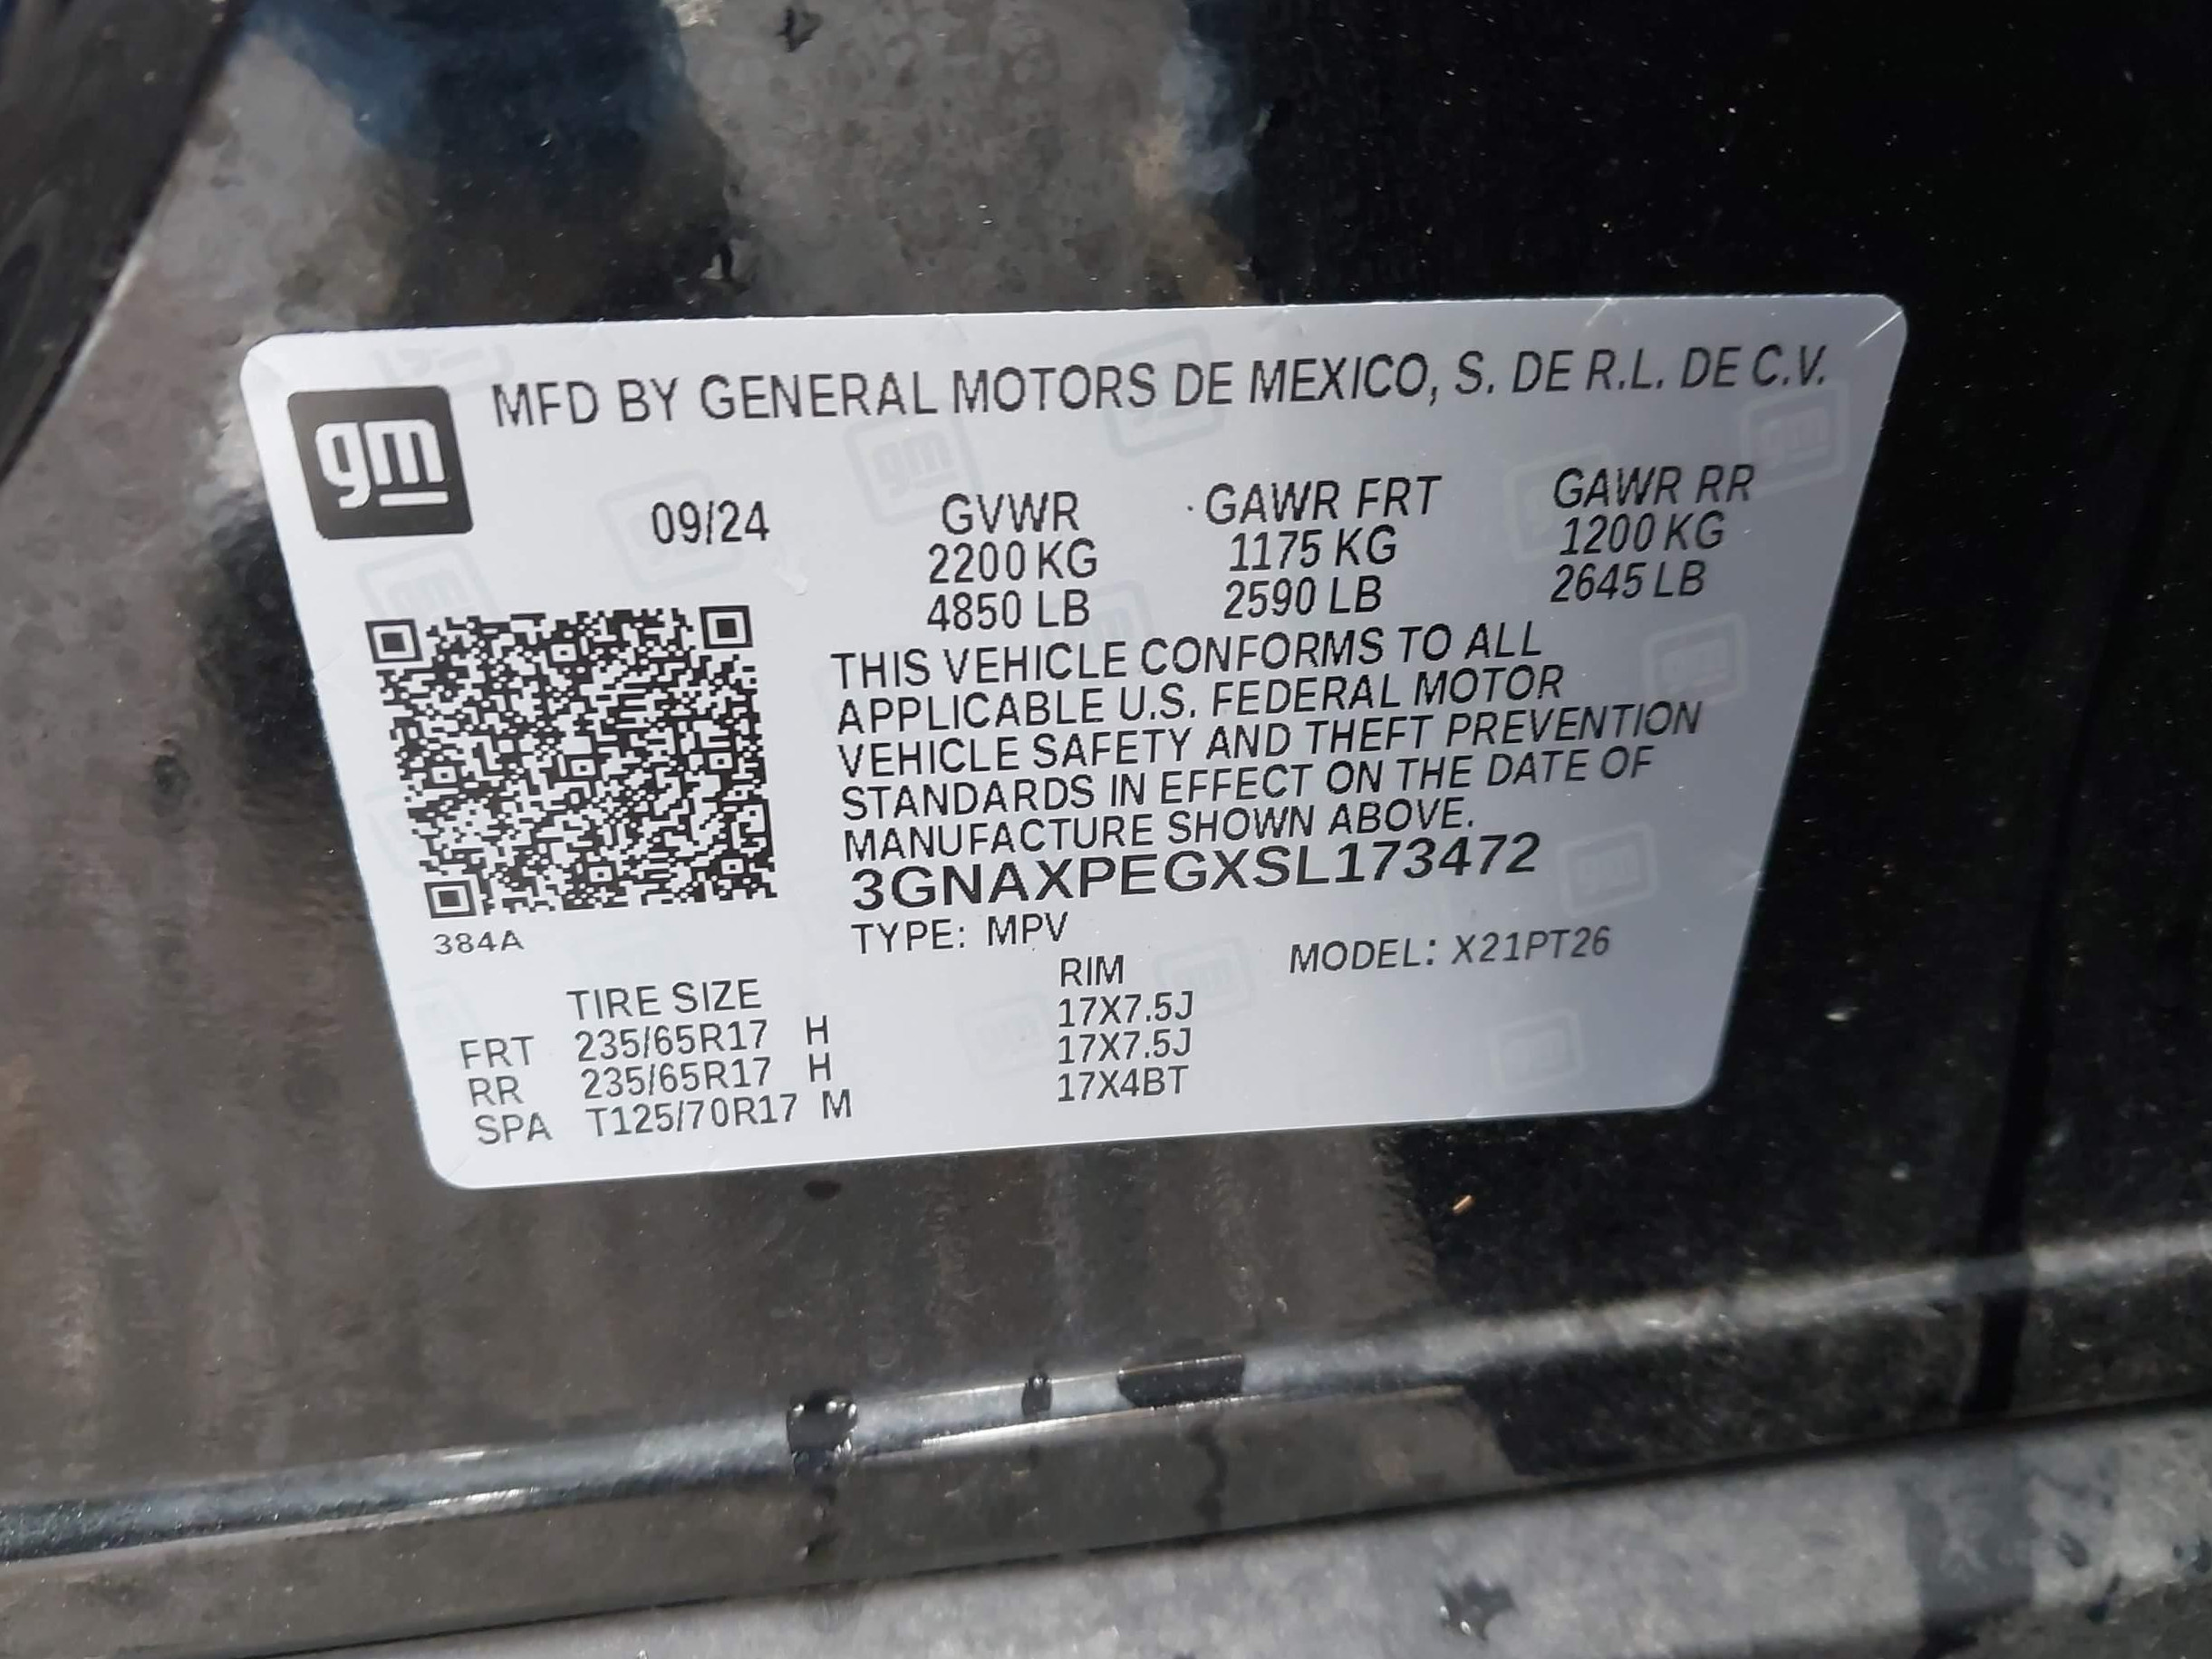 gm
MFD BY GENERAL MOTORS DE MEXICO, S. DE R.L. DE C.V.
09/24 GVWR GAWR FRT GAWR RR
2200 KG 1175 KG 1200 KG
4850 LB 2590 LB 2645 LB
THIS VEHICLE CONFORMS TO ALL
APPLICABLE U.S. FEDERAL MOTOR
VEHICLE SAFETY AND THEFT PREVENTION
STANDARDS IN EFFECT ON THE DATE OF
MANUFACTURE SHOWN ABOVE.
3GNAXPEGXSL173472
384A TYPE: MPV MODEL: X21PT26
TIRE SIZE RIM
FRT 235/65R17 H 17X7.5J
RR 235/65R17 H 17X7.5J
SPA T125/70R17 M 17X4BT